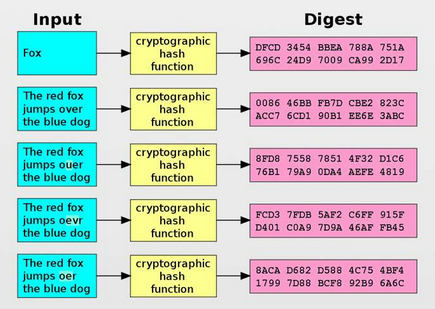 Input
Digest
Fox
cryptographic
hash
function
DFCD 3454 BBEA 788A 751A
696C 24D9 7009 CA99 2D17
The red fox
jumps over
the blue dog
cryptographic
hash
function
0086 46BB FB7D CBE2 823C
ACC7 6CD1 90B1 EE6E 3ABC
The red fox
jumps ouer
the blue dog
cryptographic
hash
function
8FD8 7558 7851 4F32 D1C6
76B1 79A9 0DA4 AEFE 4819
The red fox
jumps oevr
the blue dog
cryptographic
hash
function
FCD3 7FDB 5AF2 C6FF 915F
D401 C0A9 7D9A 46AF FB45
The red fox
jumps oer
the blue dog
cryptographic
hash
function
8ACA D682 D588 4C75 4BF4
1799 7D88 BCF8 92B9 6A6C